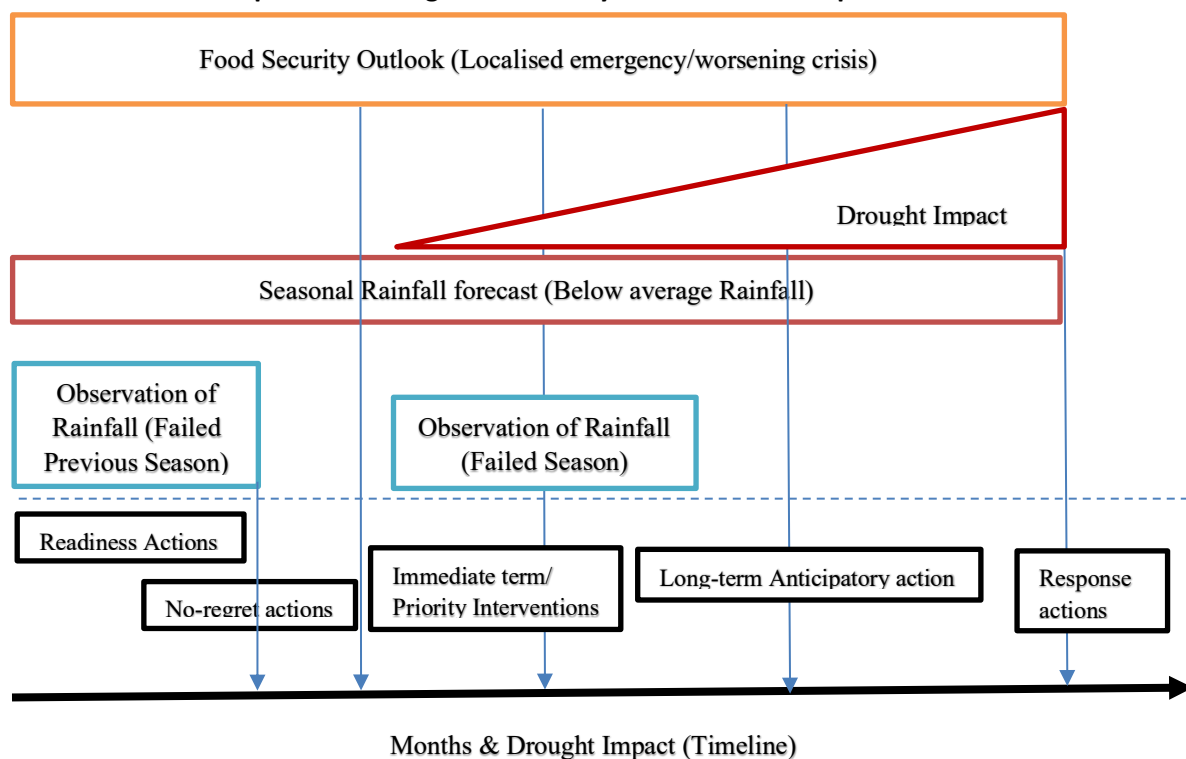 Food Security Outlook (Localised emergency/worsening crisis)
Drought Impact
Seasonal Rainfall forecast (Below average Rainfall)
Observation of
Rainfall (Failed
Previous Season)
Observation of Rainfall
(Failed Season)
Readiness Actions
No-regret actions
Immediate term/
Priority Interventions
Long-term Anticipatory action
Response
actions
Months & Drought Impact (Timeline)